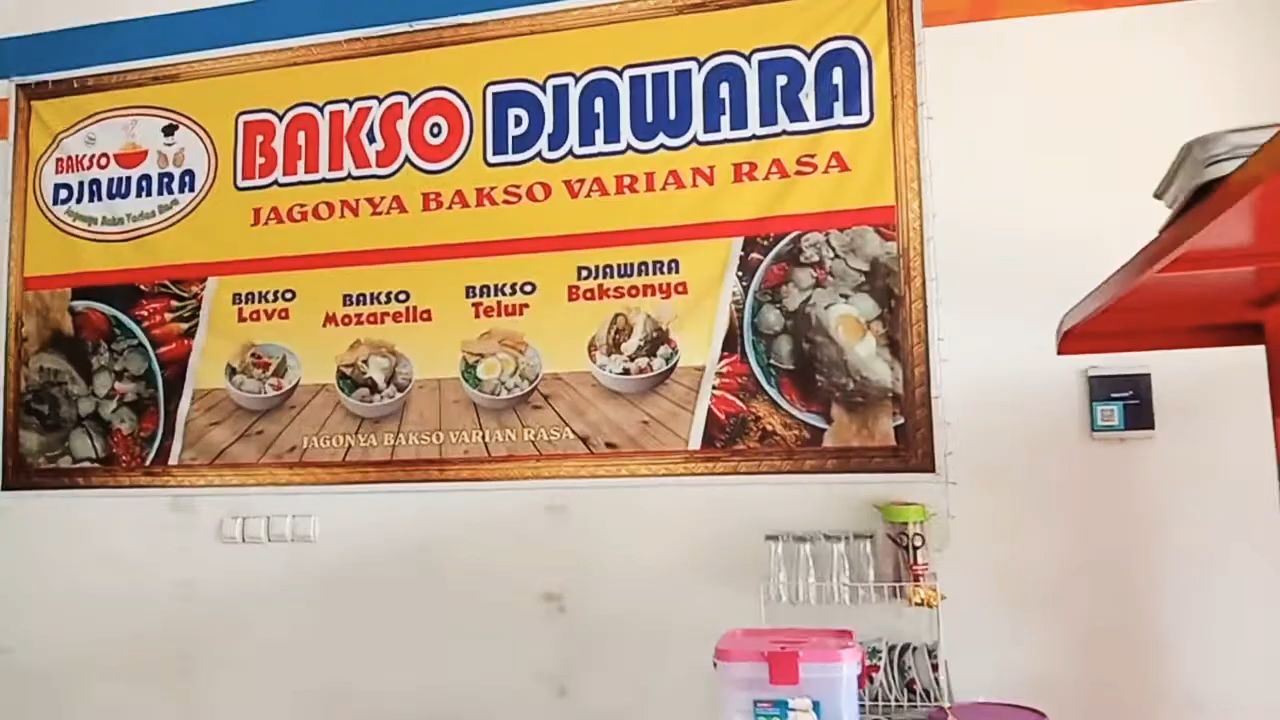 BAKSO DJAWARA
JAGONYA BAKSO VARIAN RASA
BAKSO
DJAWARA
BAKSO
Lava
BAKSO
Mozarella
BAKSO
Telur
DJAWARA
Baksonya
JAGONYA BAKSO VARIAN RASA